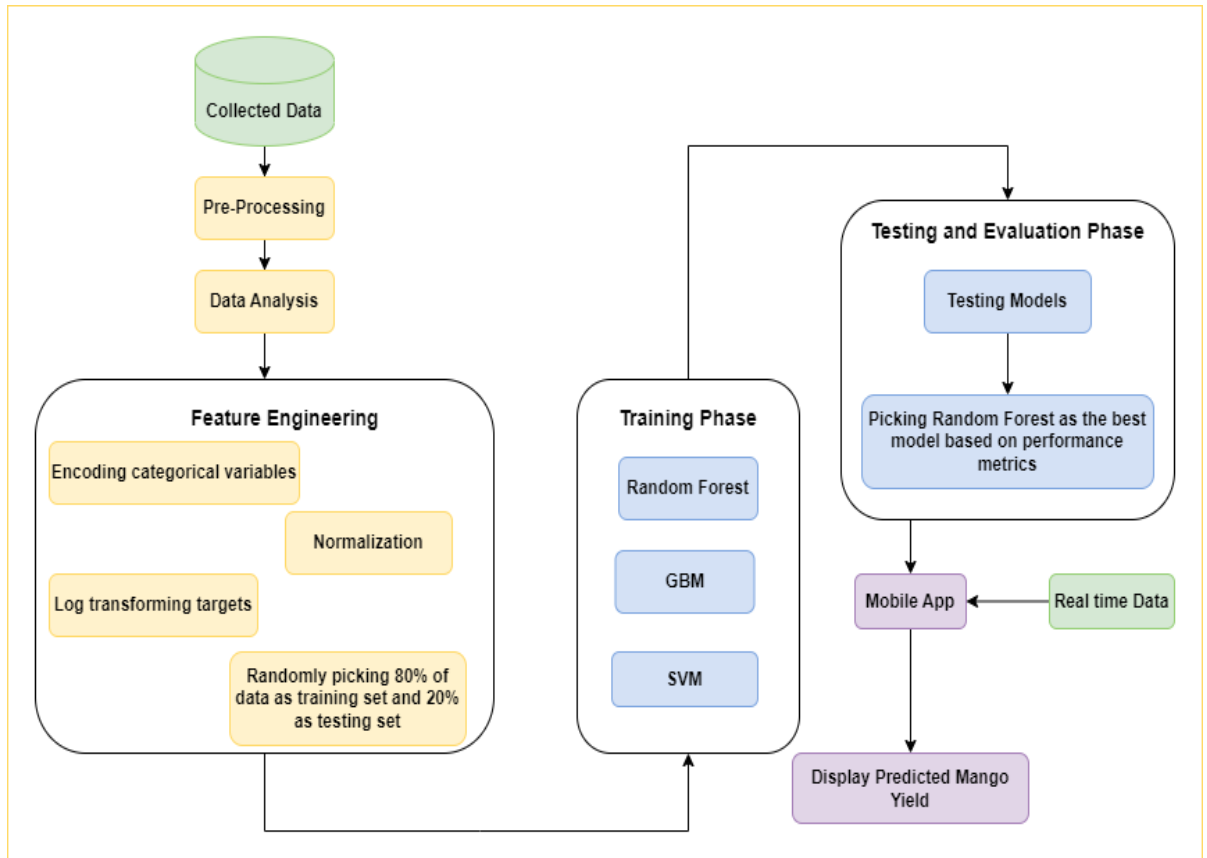 Collected Data
Pre-Processing
Data Analysis
Feature Engineering
Encoding categorical variables
Normalization
Log transforming targets
Randomly picking 80% of
data as training set and 20%
as testing set
Training Phase
Random Forest
GBM
SVM
Testing and Evaluation Phase
Testing Models
Picking Random Forest as the best
model based on performance
metrics
Mobile App
Real time Data
Display Predicted Mango
Yield